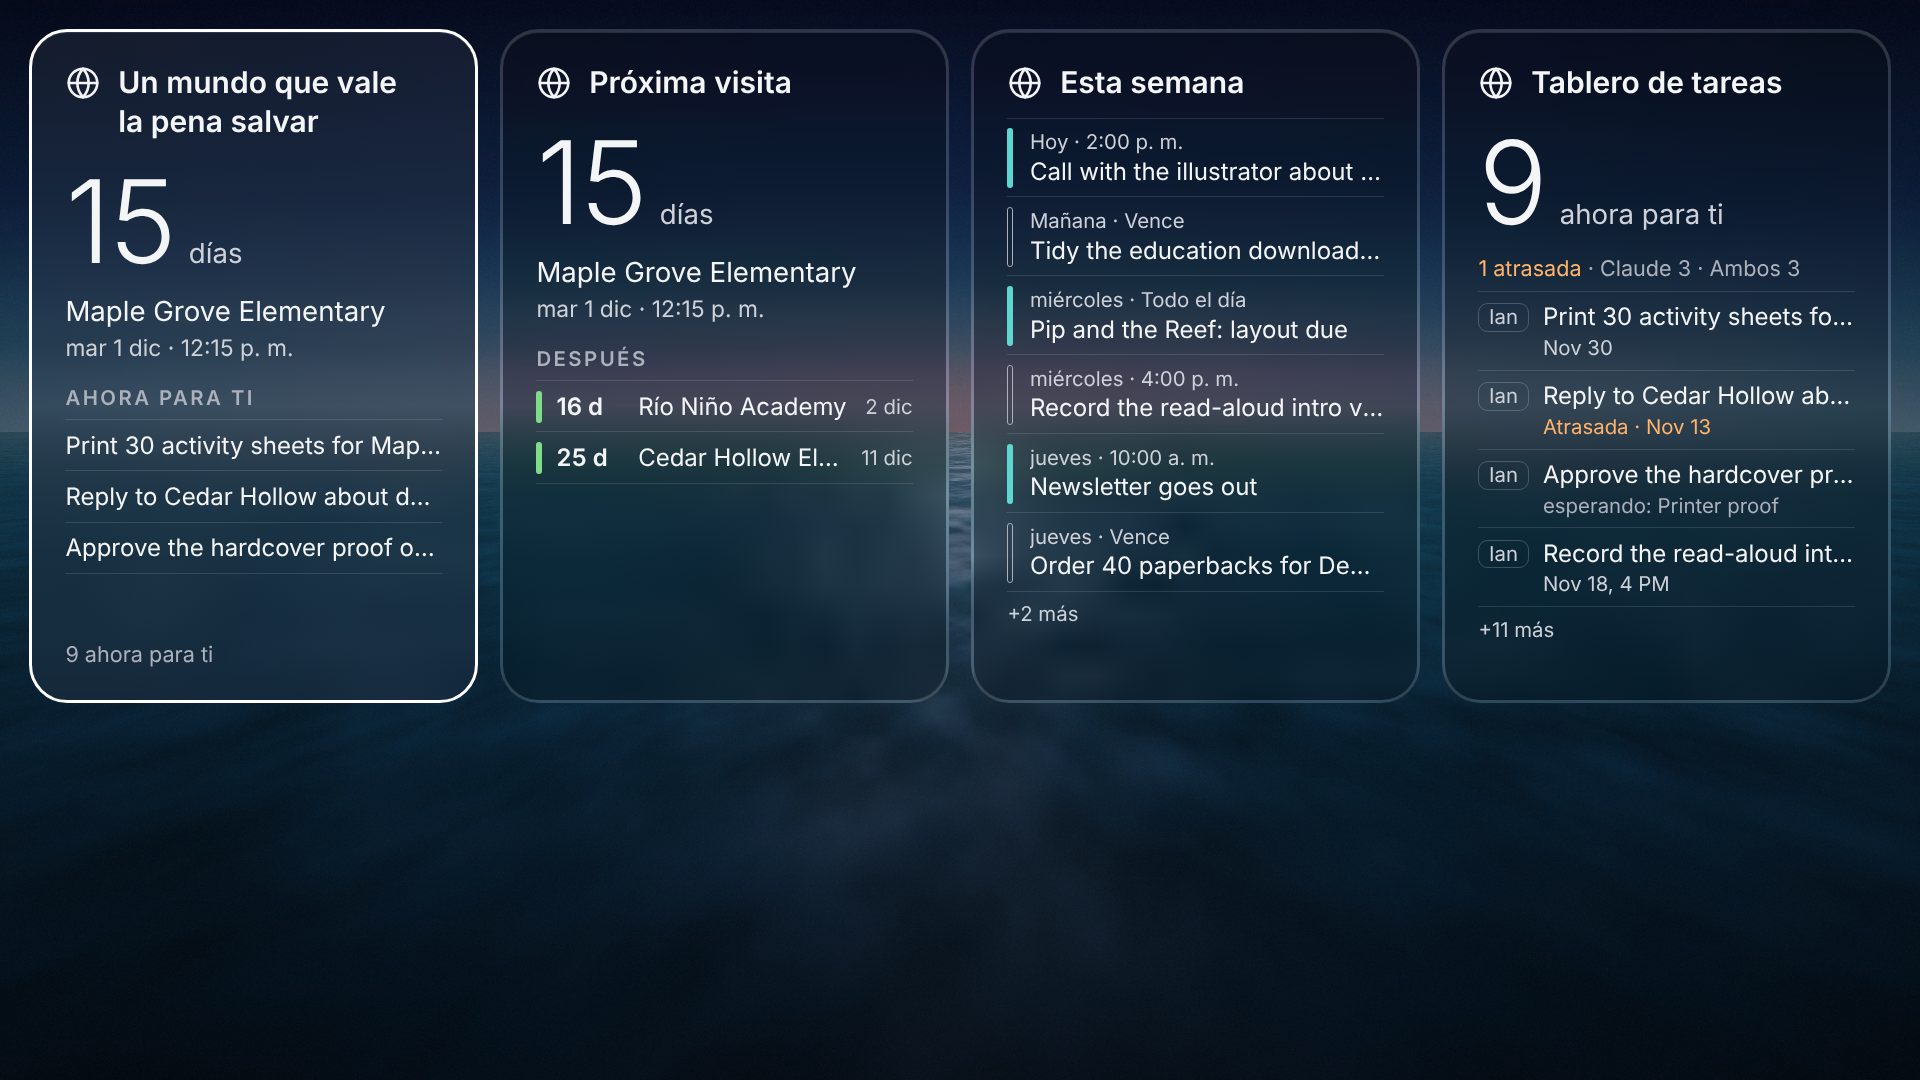 Un mundo que vale
la pena salvar
15 días
Maple Grove Elementary
mar 1 dic · 12:15 p. m.
AHORA PARA TI
Print 30 activity sheets for Map...
Reply to Cedar Hollow about d...
Approve the hardcover proof o...
9 ahora para ti
Próxima visita
15 días
Maple Grove Elementary
mar 1 dic · 12:15 p. m.
DESPUÉS
16 d Río Niño Academy 2 dic
25 d Cedar Hollow El... 11 dic
Esta semana
Hoy · 2:00 p. m.
Call with the illustrator about ...
Mañana · Vence
Tidy the education download...
miércoles · Todo el día
Pip and the Reef: layout due
miércoles · 4:00 p. m.
Record the read-aloud intro v...
jueves · 10:00 a. m.
Newsletter goes out
jueves · Vence
Order 40 paperbacks for De...
+2 más
Tablero de tareas
9 ahora para ti
1 atrasada · Claude 3 · Ambos 3
Ian Print 30 activity sheets fo...
Nov 30
Ian Reply to Cedar Hollow ab...
Atrasada · Nov 13
Ian Approve the hardcover pr...
esperando: Printer proof
Ian Record the read-aloud int...
Nov 18, 4 PM
+11 más